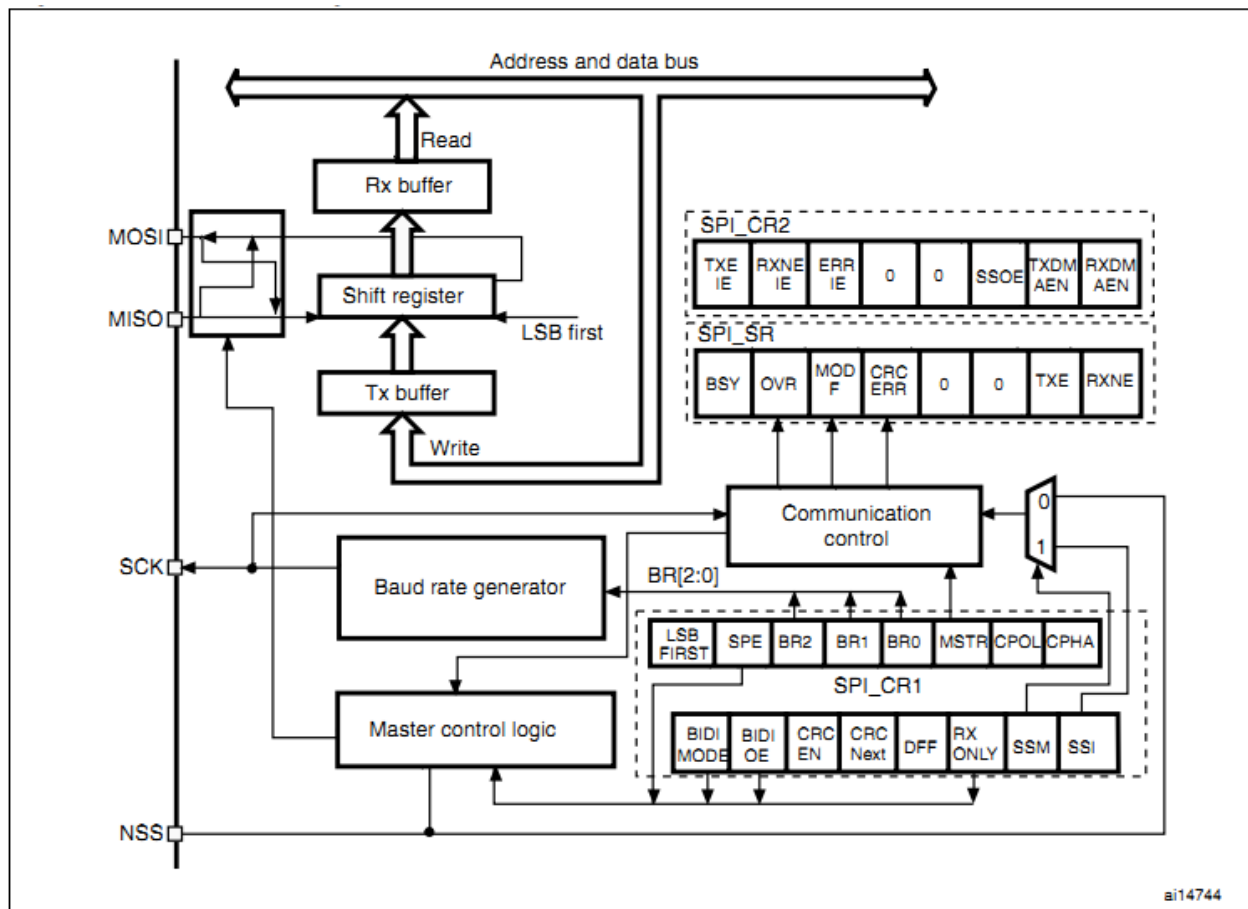 Address and data bus
Read
Rx buffer
MOSI
SPI_CR2
TXE
IE
RXNE
IE
ERR
IE
0
0
SSOE
TXDM
AEN
RXDM
AEN
Shift register
MISO
LSB first
SPI_SR
BSY
OVR
MOD
F
CRC
ERR
0
0
TXE
RXNE
Tx buffer
Write
Communication
control
0
1
SCK
Baud rate generator
BR[2:0]
LSB
FIRST
SPE
BR2
BR1
BR0
MSTR
CPOL
CPHA
SPI_CR1
Master control logic
BIDI
MODE
BIDI
OE
CRC
EN
CRC
Next
DFF
RX
ONLY
SSM
SSI
NSS
ai14744